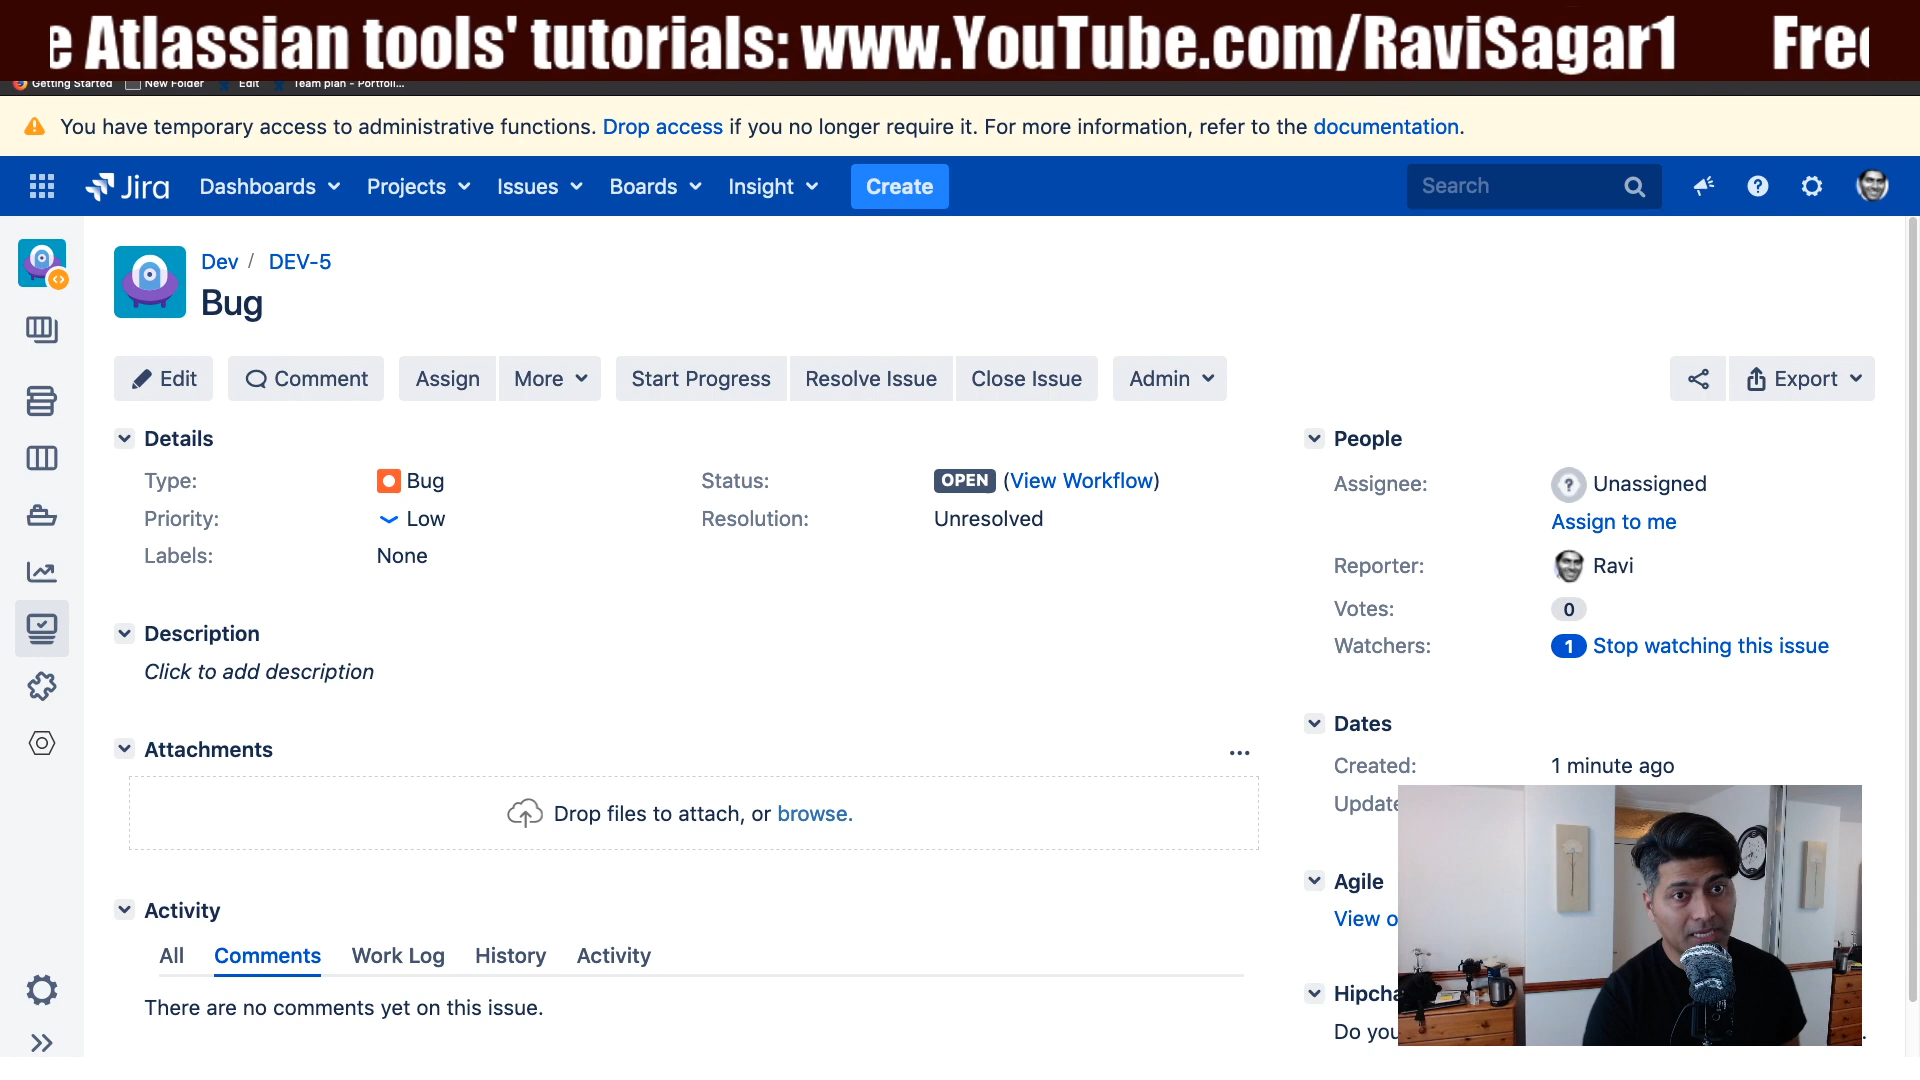 e Atlassian tools' tutorials: www.YouTube.com/RaviSagar1 Free
Getting Started New Folder Edit Team plan - Portfoli...
You have temporary access to administrative functions. Drop access if you no longer require it. For more information, refer to the documentation.
Jira Dashboards Projects Issues Boards Insight Create Search
Dev / DEV-5
Bug
Edit Comment Assign More Start Progress Resolve Issue Close Issue Admin Export
Details
Type: Bug Status: OPEN (View Workflow)
Priority: Low Resolution: Unresolved
Labels: None
Description
Click to add description
Attachments
Drop files to attach, or browse.
Activity
All Comments Work Log History Activity
There are no comments yet on this issue.
People
Assignee: ? Unassigned
Assign to me
Reporter: Ravi
Votes: 0
Watchers: 1 Stop watching this issue
Dates
Created: 1 minute ago
Update
Agile
View o
Hipcha
Do you